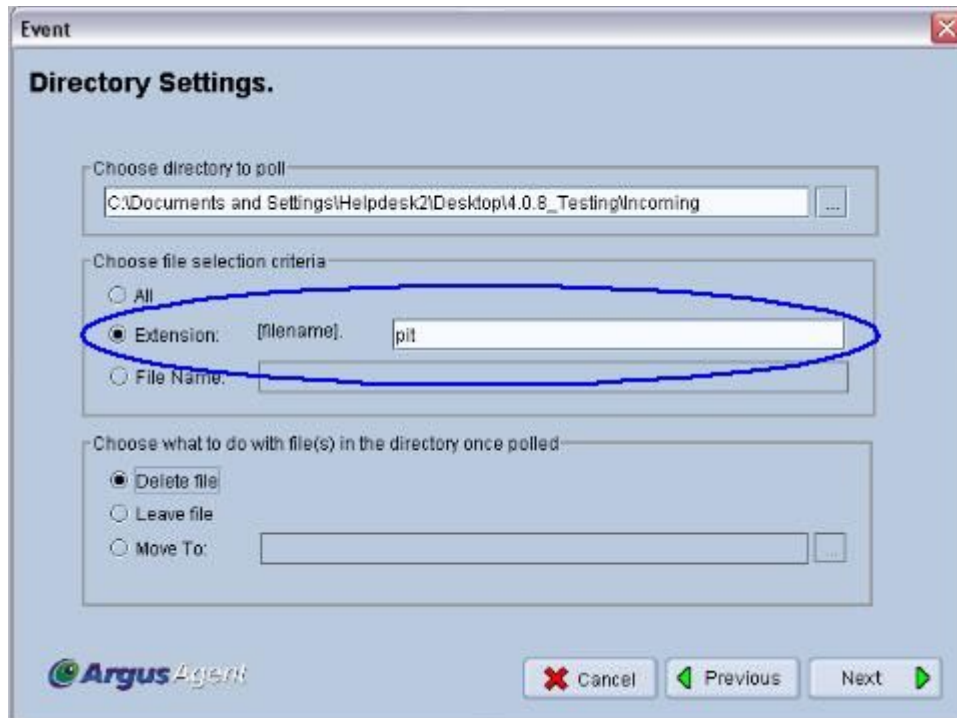 Event
Directory Settings.
Choose directory to poll
C:\Documents and Settings\Helpdesk2\Desktop\4.0.8_Testing\Incoming
...
Choose file selection criteria
All
Extension: [filename]. pit
File Name:
Choose what to do with file(s) in the directory once polled
Delete file
Leave file
Move To: ...
Argus Agent
Cancel Previous Next